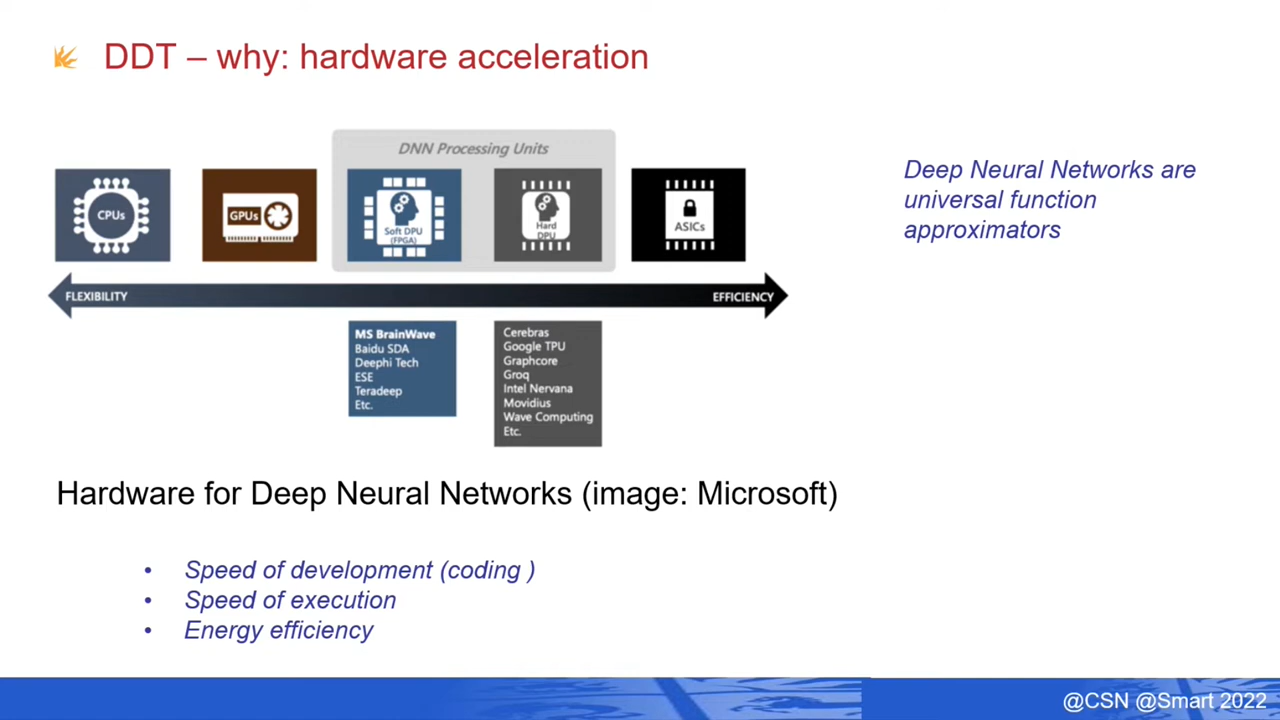 DDT – why: hardware acceleration
DNN Processing Units
CPUs
GPUs
Soft DPU
(FPGA)
Hard
DPU
ASICs
FLEXIBILITY
EFFICIENCY
MS BrainWave
Baidu SDA
Deephi Tech
ESE
Teradeep
Etc.
Cerebras
Google TPU
Graphcore
Groq
Intel Nervana
Movidius
Wave Computing
Etc.
Deep Neural Networks are
universal function
approximators
Hardware for Deep Neural Networks (image: Microsoft)
• Speed of development (coding )
• Speed of execution
• Energy efficiency
@CSN @Smart 2022